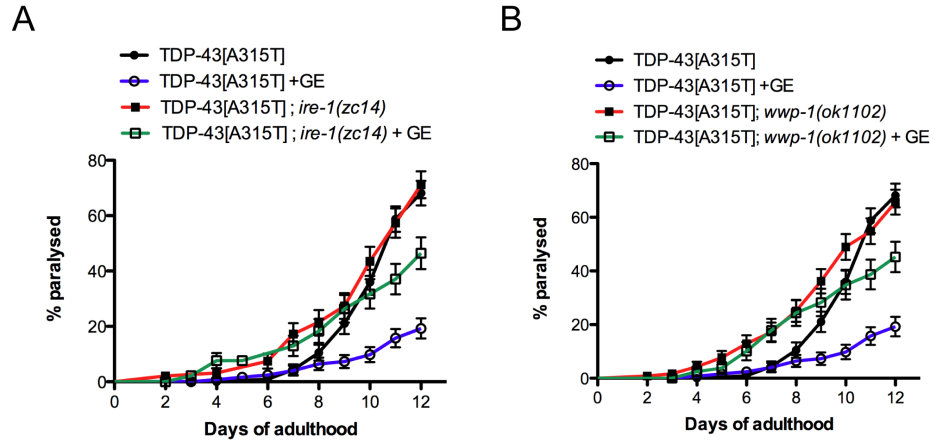 A
TDP-43[A315T]
TDP-43[A315T] +GE
TDP-43[A315T] ; ire-1(zc14)
TDP-43[A315T] ; ire-1(zc14) + GE
80
60
40
20
0
% paralysed
0 2 4 6 8 10 12
Days of adulthood
B
TDP-43[A315T]
TDP-43[A315T] +GE
TDP-43[A315T]; wwp-1(ok1102)
TDP-43[A315T]; wwp-1(ok1102) + GE
80
60
40
20
0
% paralysed
0 2 4 6 8 10 12
Days of adulthood